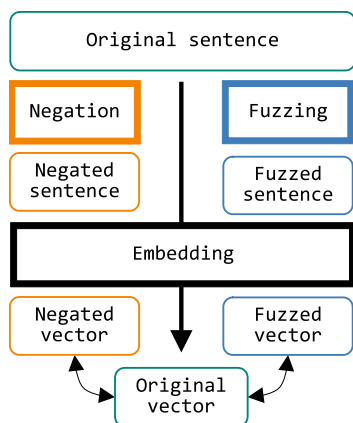 Original sentence
Negation
Fuzzing
Negated
sentence
Fuzzed
sentence
Embedding
Negated
vector
Fuzzed
vector
Original
vector